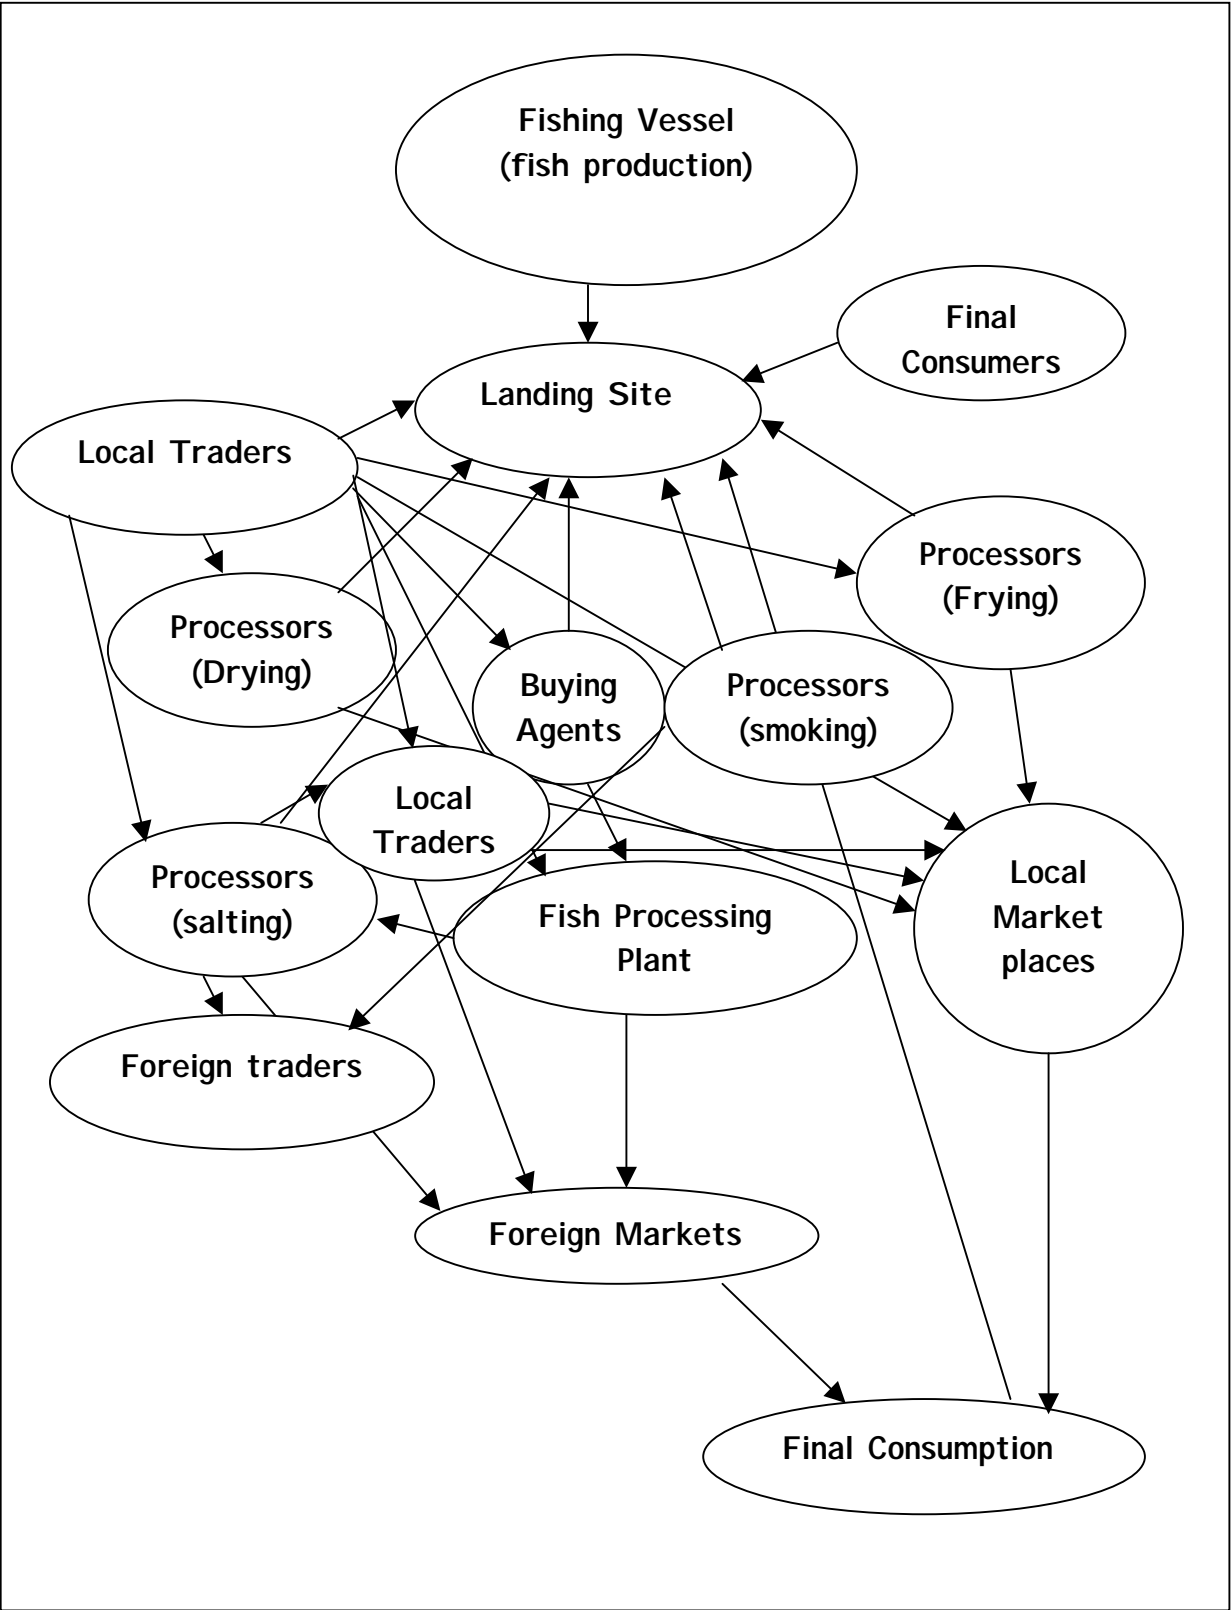 Fishing Vessel
(fish production)
Final
Consumers
Landing Site
Local Traders
Processors
(Frying)
Processors
(Drying)
Buying
Agents
Processors
(smoking)
Local
Traders
Processors
(salting)
Fish Processing
Plant
Local
Market
places
Foreign traders
Foreign Markets
Final Consumption